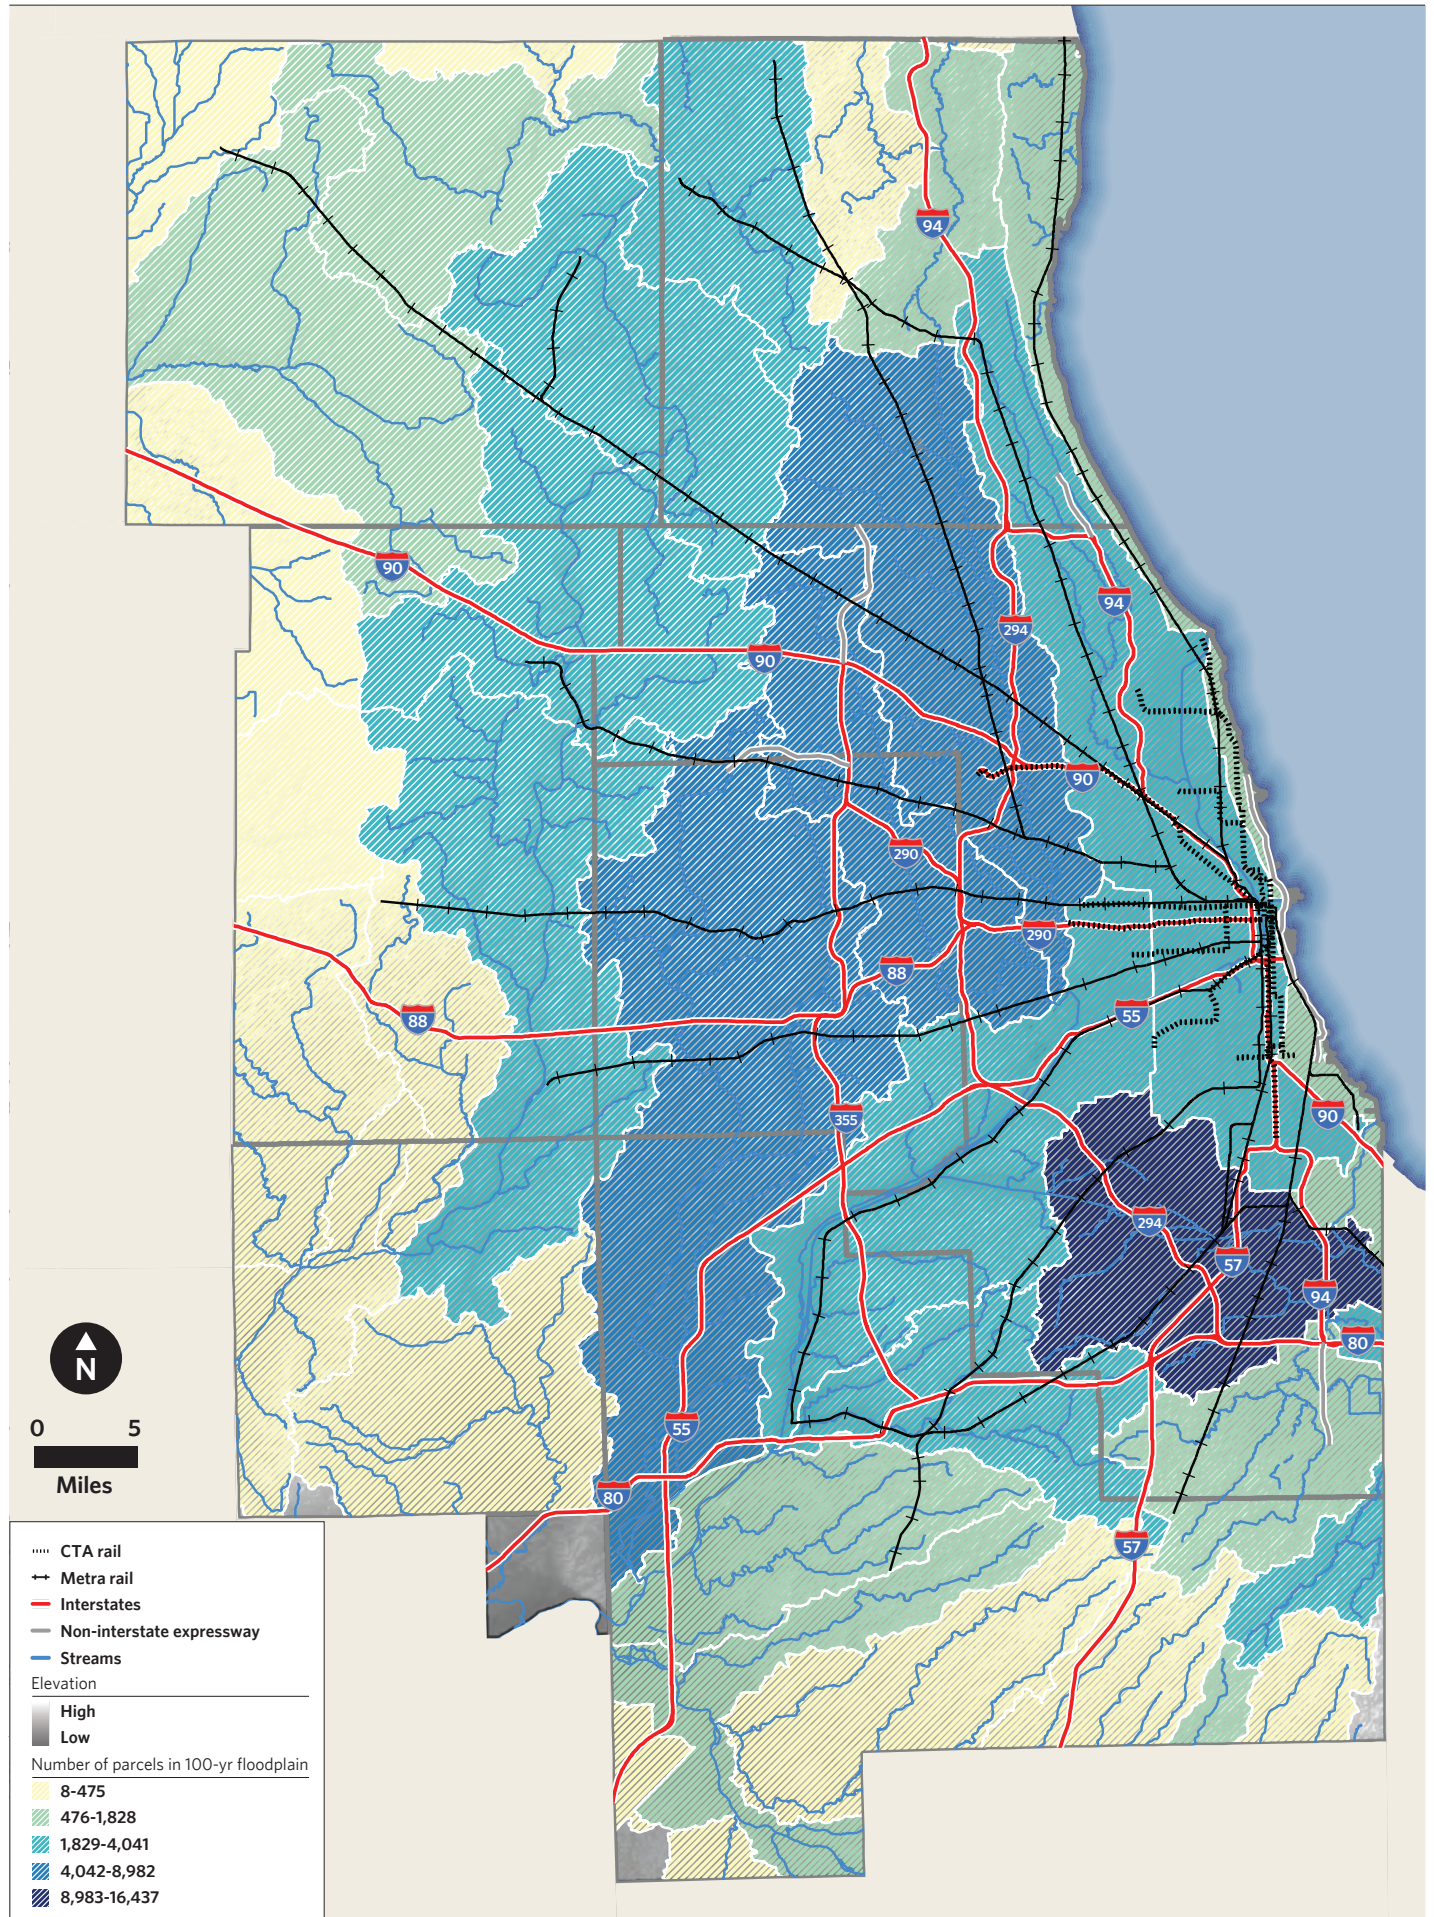 94
90
94
294
90
90
290
290
88
55
88
90
355
294
57
94
80
N
0 5
Miles
55
80
57
CTA rail
Metra rail
Interstates
Non-interstate expressway
Streams
Elevation
High
Low
Number of parcels in 100-yr floodplain
8-475
476-1,828
1,829-4,041
4,042-8,982
8,983-16,437